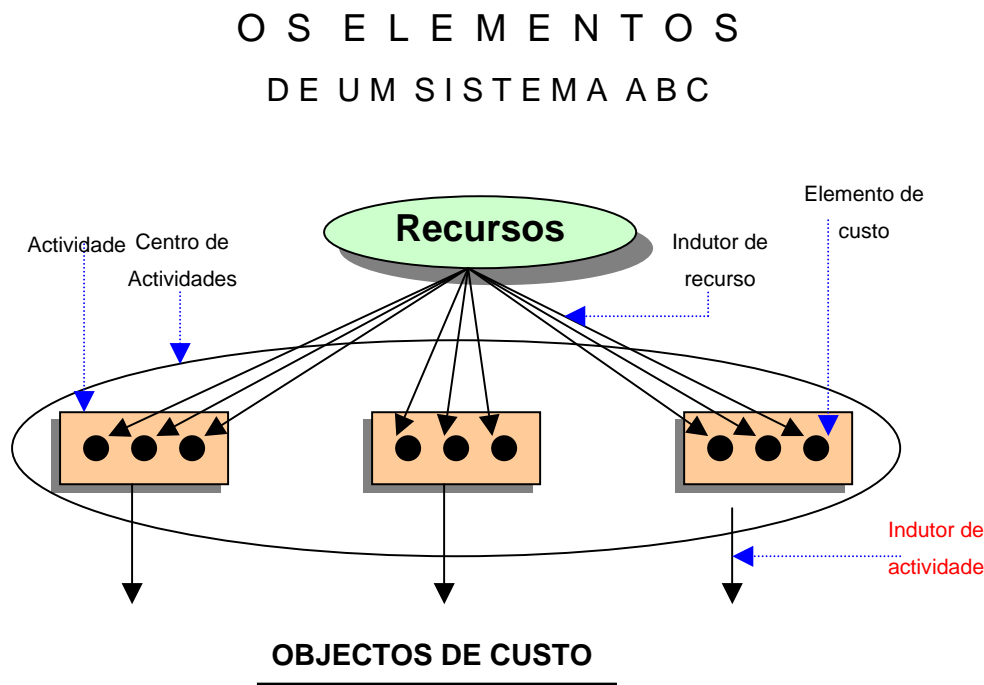 O S E L E M E N T O S
D E U M S I S T E M A A B C
Elemento de
custo
Recursos
Indutor de
recurso
Actividade
Centro de
Actividades
Indutor de
actividade
OBJECTOS DE CUSTO